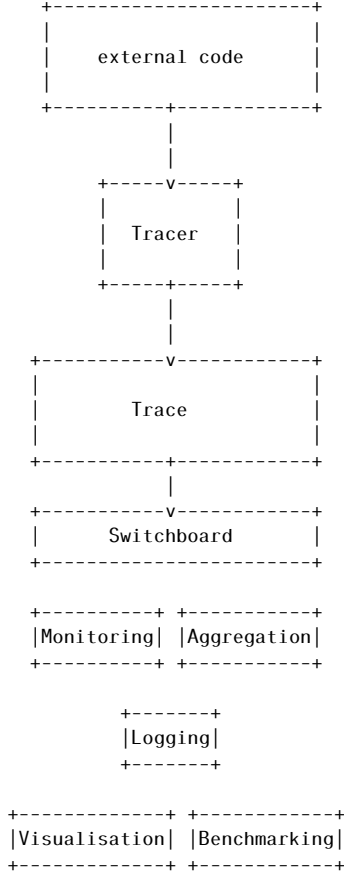 external code
Tracer
Trace
Switchboard
Monitoring Aggregation
Logging
Visualisation Benchmarking